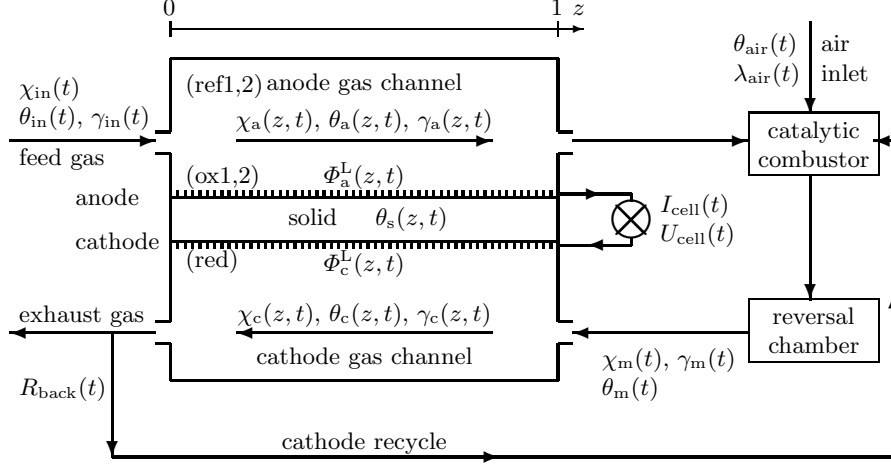 0 1 z
(ref1,2) anode gas channel
θair(t) air
λair(t) inlet
χin(t)
θin(t), γin(t)
feed gas
χa(z, t), θa(z, t), γa(z, t)
catalytic
combustor
(ox1,2) ΦaL(z, t)
anode
solid θs(z, t)
Icell(t)
Ucell(t)
cathode
(red) ΦcL(z, t)
exhaust gas
χc(z, t), θc(z, t), γc(z, t)
reversal
chamber
cathode gas channel
χm(t), γm(t)
θm(t)
Rback(t)
cathode recycle